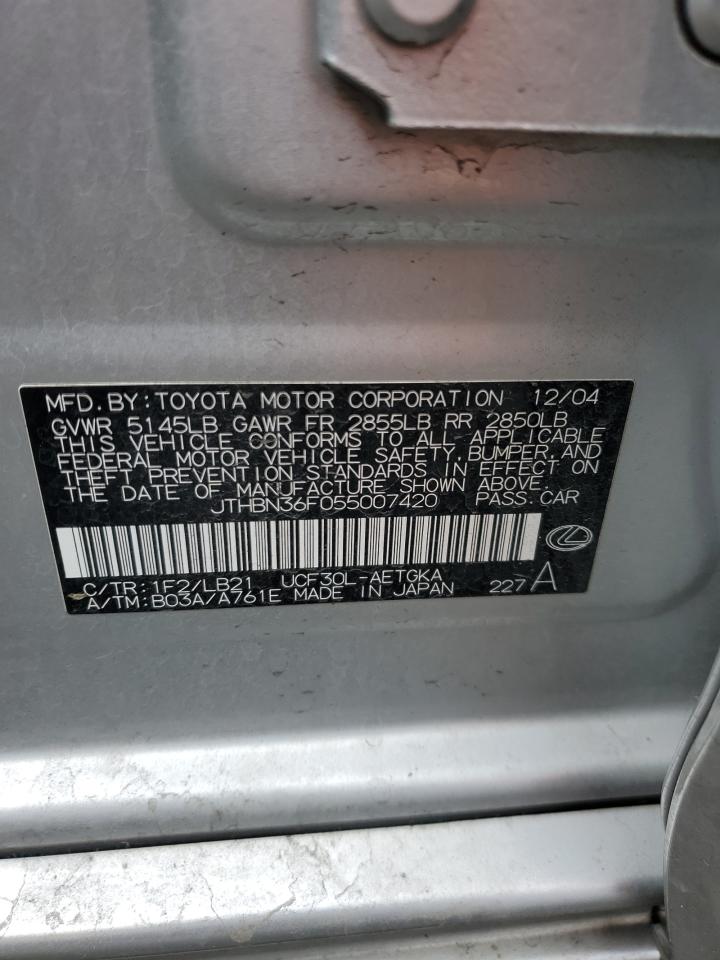 MFD. BY: TOYOTA MOTOR CORPORATION 12/04
GVWR 5145LB GAWR FR 2855LB RR 2850LB
THIS VEHICLE CONFORMS TO ALL APPLICABLE
FEDERAL MOTOR VEHICLE SAFETY, BUMPER, AND
THEFT PREVENTION STANDARDS IN EFFECT ON
THE DATE OF MANUFACTURE SHOWN ABOVE.
JTHBN36F055007420 PASS. CAR
C/TR: 1F2/LB21 UCF30L-AETGKA
A/TM: B03A/A761E MADE IN JAPAN 227 A